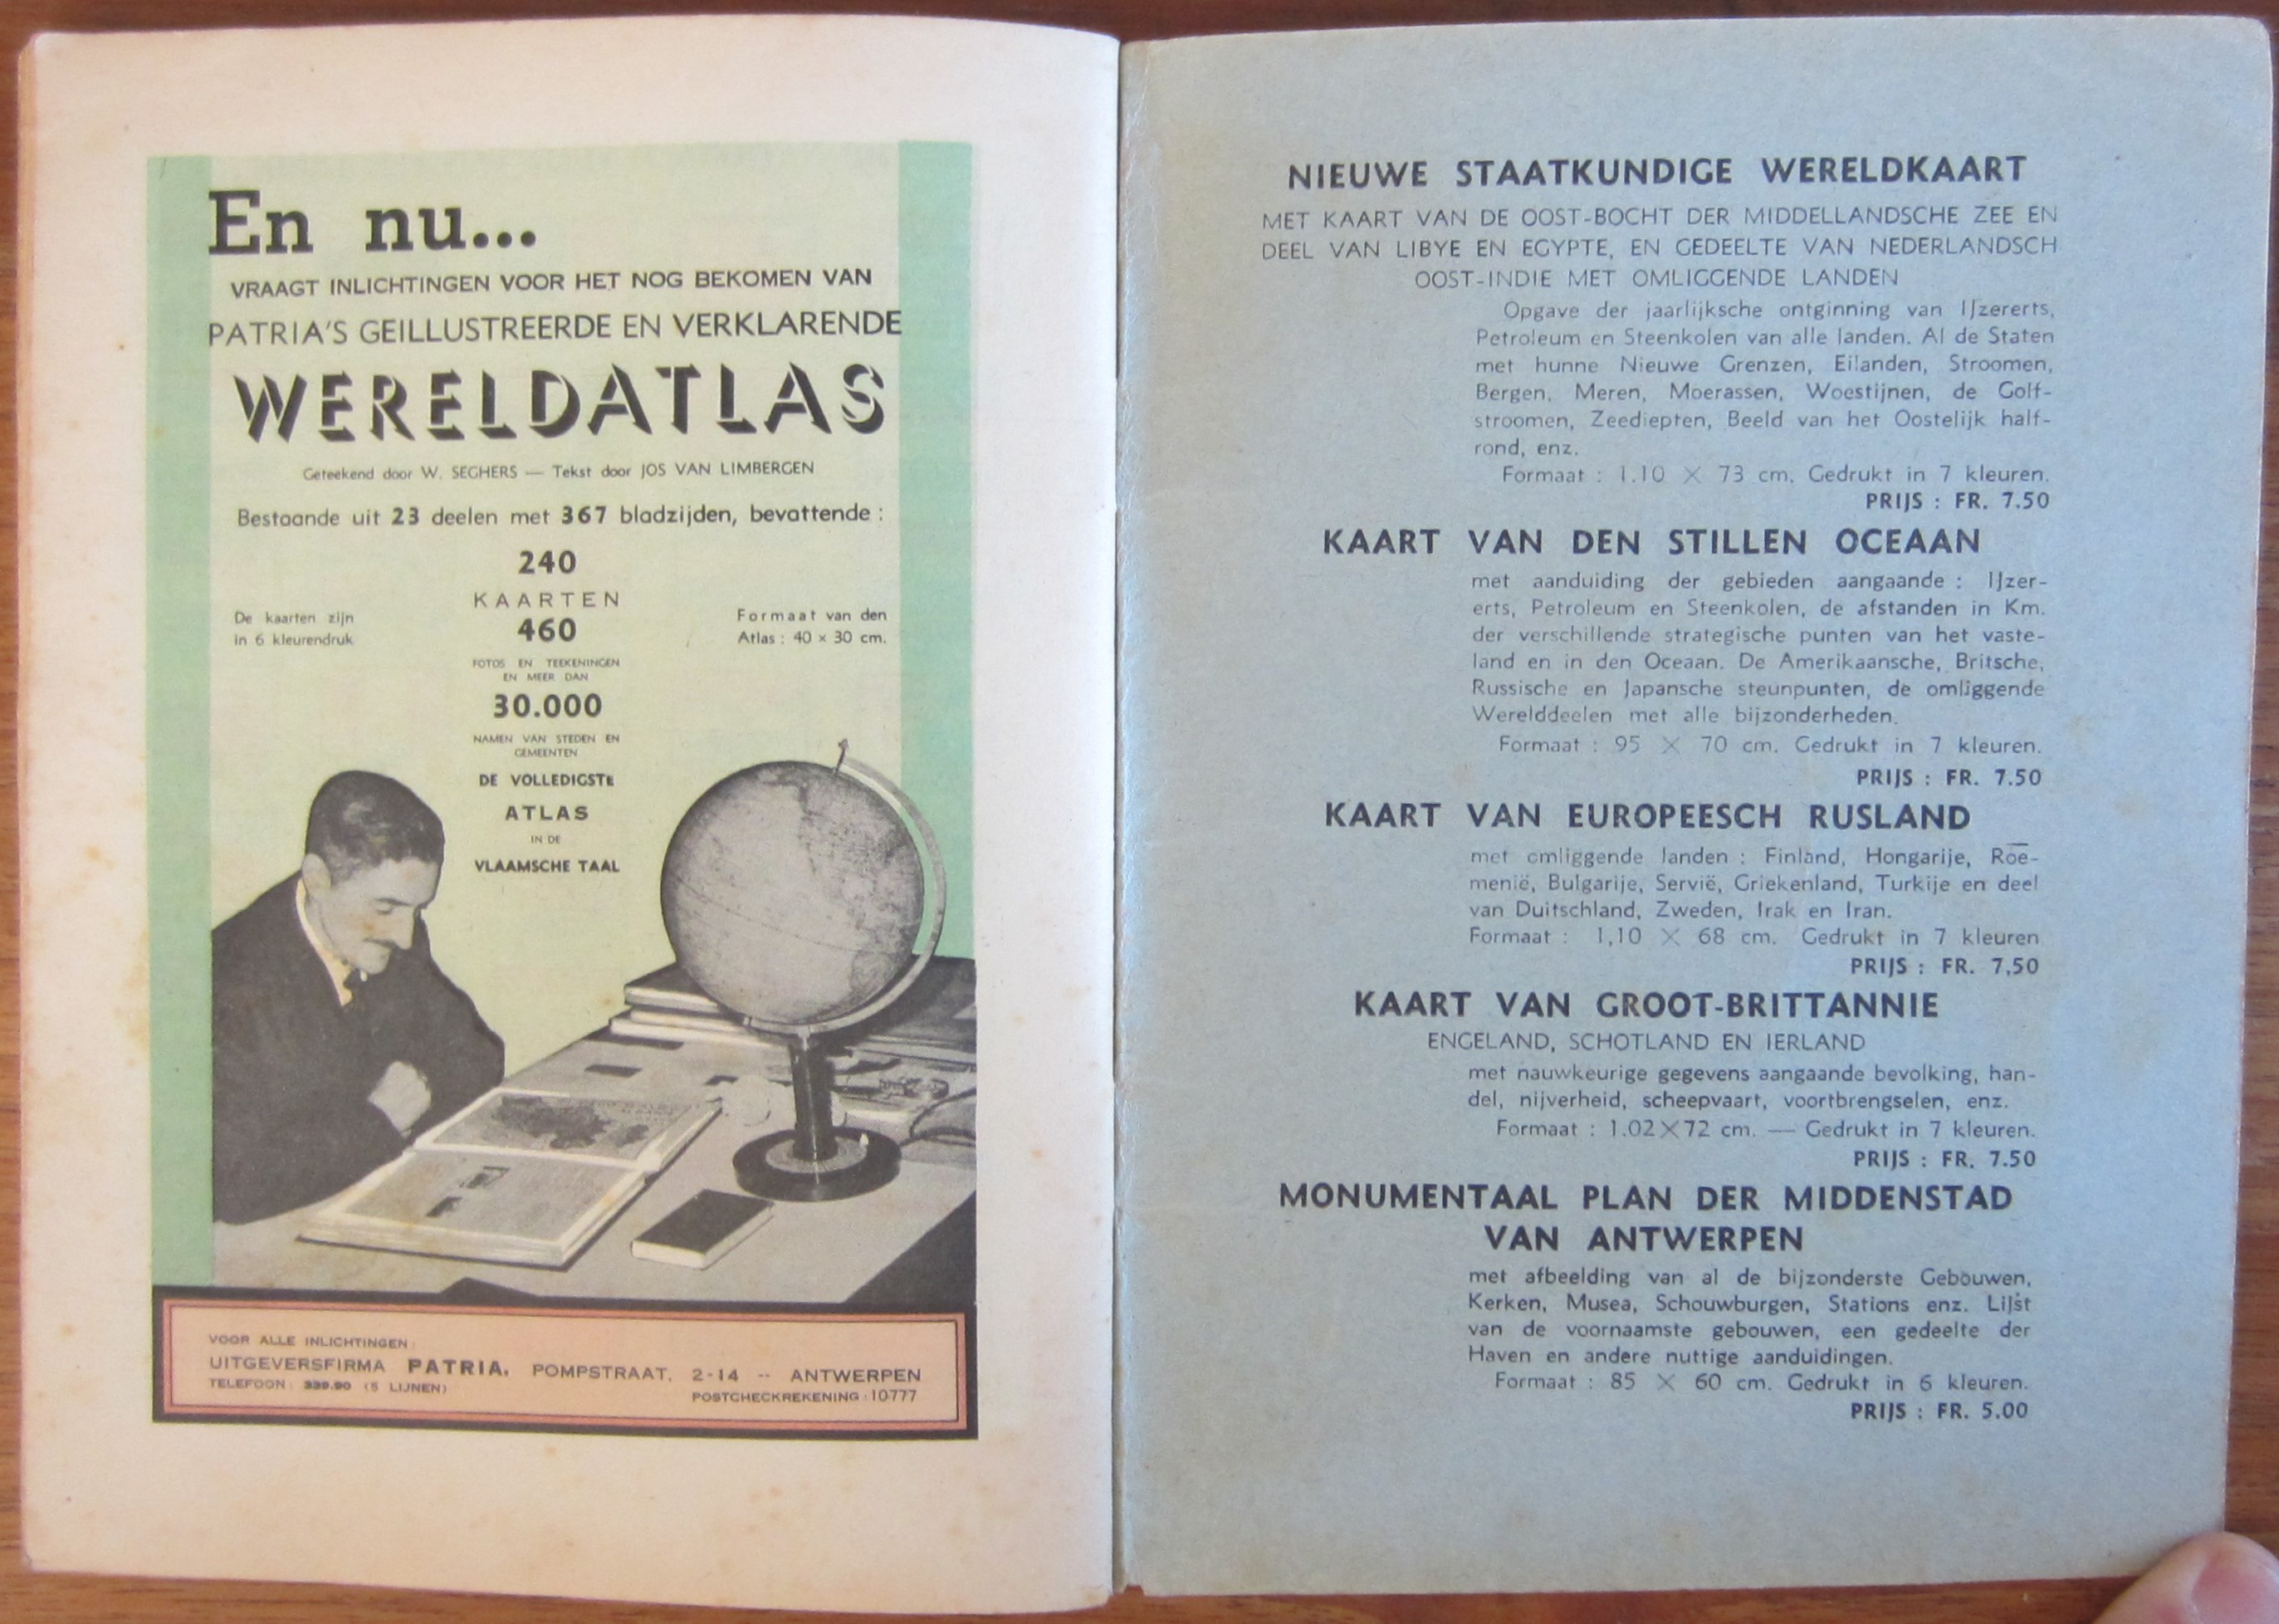 En nu...
VRAAGT INLICHTINGEN VOOR HET NOG BEKOMEN VAN
PATRIA'S GEILLUSTREERDE EN VERKLARENDE
WERELDATLAS
Geteekend door W. SEGHERS — Tekst door JOS VAN LIMBERGEN
Bestaande uit 23 deelen met 367 bladzijden, bevattende :
240
KAARTEN
460
FOTOS EN TEEKENINGEN
EN MEER DAN
30.000
NAMEN VAN STEDEN EN
GEMEENTEN
DE VOLLEDIGSTE
ATLAS
IN DE
VLAAMSCHE TAAL
De kaarten zijn
in 6 kleurendruk
Formaat van den
Atlas : 40 × 30 cm.
VOOR ALLE INLICHTINGEN :
UITGEVERSFIRMA PATRIA, POMPSTRAAT, 2-14 -- ANTWERPEN
TELEFOON : 339.90 (5 LIJNEN)
POSTCHECKREKENING : 10777
NIEUWE STAATKUNDIGE WERELDKAART
MET KAART VAN DE OOST-BOCHT DER MIDDELLANDSCHE ZEE EN
DEEL VAN LIBYE EN EGYPTE, EN GEDEELTE VAN NEDERLANDSCH
OOST-INDIE MET OMLIGGENDE LANDEN
Opgave der jaarlijksche ontginning van IJzererts,
Petroleum en Steenkolen van alle landen. Al de Staten
met hunne Nieuwe Grenzen, Eilanden, Stroomen,
Bergen, Meren, Moerassen, Woestijnen, de Golf-
stroomen, Zeediepten, Beeld van het Oostelijk half-
rond, enz.
Formaat : 1.10 × 73 cm. Gedrukt in 7 kleuren.
PRIJS : FR. 7.50
KAART VAN DEN STILLEN OCEAAN
met aanduiding der gebieden aangaande : IJzer-
erts, Petroleum en Steenkolen, de afstanden in Km.
der verschillende strategische punten van het vaste-
land en in den Oceaan. De Amerikaansche, Britsche,
Russische en Japansche steunpunten, de omliggende
Werelddeelen met alle bijzonderheden.
Formaat : 95 × 70 cm. Gedrukt in 7 kleuren.
PRIJS : FR. 7.50
KAART VAN EUROPEESCH RUSLAND
met omliggende landen : Finland, Hongarije, Roe-
menië, Bulgarije, Servië, Griekenland, Turkije en deel
van Duitschland, Zweden, Irak en Iran.
Formaat : 1,10 × 68 cm. Gedrukt in 7 kleuren
PRIJS : FR. 7,50
KAART VAN GROOT-BRITTANNIE
ENGELAND, SCHOTLAND EN IERLAND
met nauwkeurige gegevens aangaande bevolking, han-
del, nijverheid, scheepvaart, voortbrengselen, enz.
Formaat : 1.02×72 cm. — Gedrukt in 7 kleuren.
PRIJS : FR. 7.50
MONUMENTAAL PLAN DER MIDDENSTAD
VAN ANTWERPEN
met afbeelding van al de bijzonderste Gebouwen,
Kerken, Musea, Schouwburgen, Stations enz. Lijst
van de voornaamste gebouwen, een gedeelte der
Haven en andere nuttige aanduidingen.
Formaat : 85 × 60 cm. Gedrukt in 6 kleuren.
PRIJS : FR. 5.00